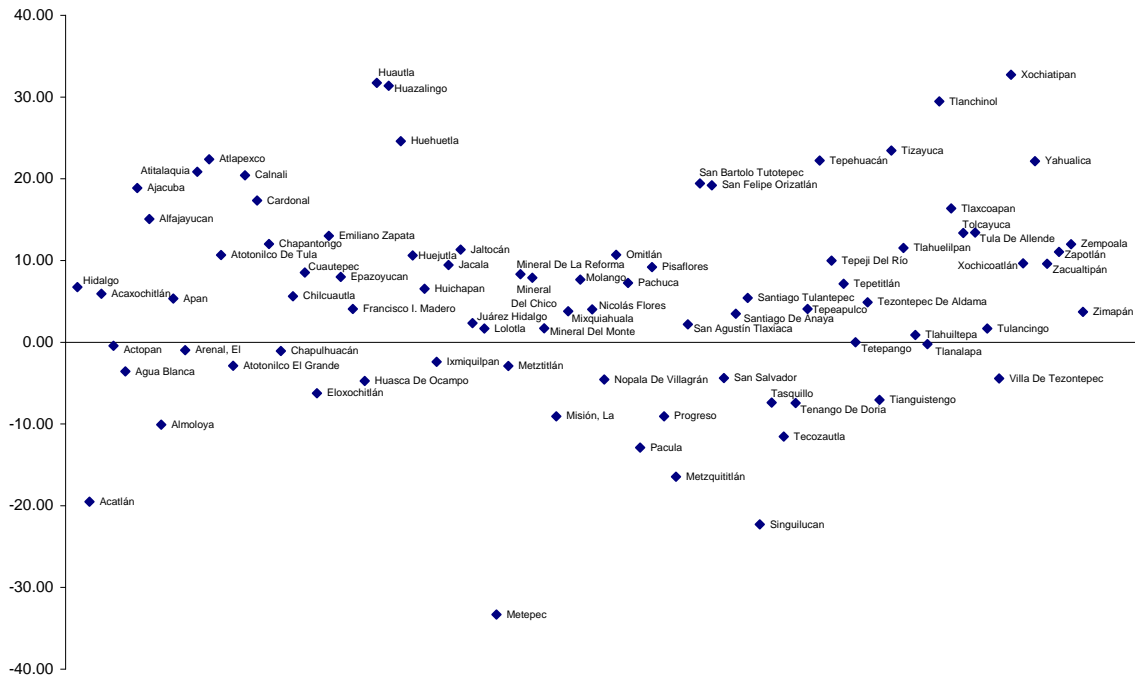 40.00
30.00
20.00
10.00
0.00
-10.00
-20.00
-30.00
-40.00
Hidalgo
Acatlán
Acaxochitlán
Actopan
Agua Blanca
Ajacuba
Alfajayucan
Almoloya
Apan
Arenal, El
Atitalaquia
Atlapexco
Atotonilco De Tula
Atotonilco El Grande
Calnali
Cardonal
Chapantongo
Chapulhuacán
Chilcuautla
Cuautepec
Eloxochitlán
Emiliano Zapata
Epazoyucan
Francisco I. Madero
Huasca De Ocampo
Huautla
Huazalingo
Huehuetla
Huejutla
Huichapan
Ixmiquilpan
Jacala
Jaltocán
Juárez Hidalgo
Lolotla
Metepec
Metztitlán
Mineral De La Reforma
Mineral
Del Chico
Mineral Del Monte
Misión, La
Mixquiahuala
Molango
Nicolás Flores
Nopala De Villagrán
Omitlán
Pachuca
Pacula
Pisaflores
Progreso
Metzquititlán
San Agustín Tlaxiaca
San Bartolo Tutotepec
San Felipe Orizatlán
San Salvador
Santiago De Anaya
Santiago Tulantepec
Singuilucan
Tasquillo
Tecozautla
Tenango De Doria
Tepeapulco
Tepehuacán
Tepeji Del Río
Tepetitlán
Tetepango
Tezontepec De Aldama
Tianguistengo
Tizayuca
Tlahuelilpan
Tlahuiltepa
Tlanalapa
Tlanchinol
Tlaxcoapan
Tolcayuca
Tula De Allende
Tulancingo
Villa De Tezontepec
Xochiatipan
Xochicoatlán
Yahualica
Zacualtipán
Zapotlán
Zempoala
Zimapán